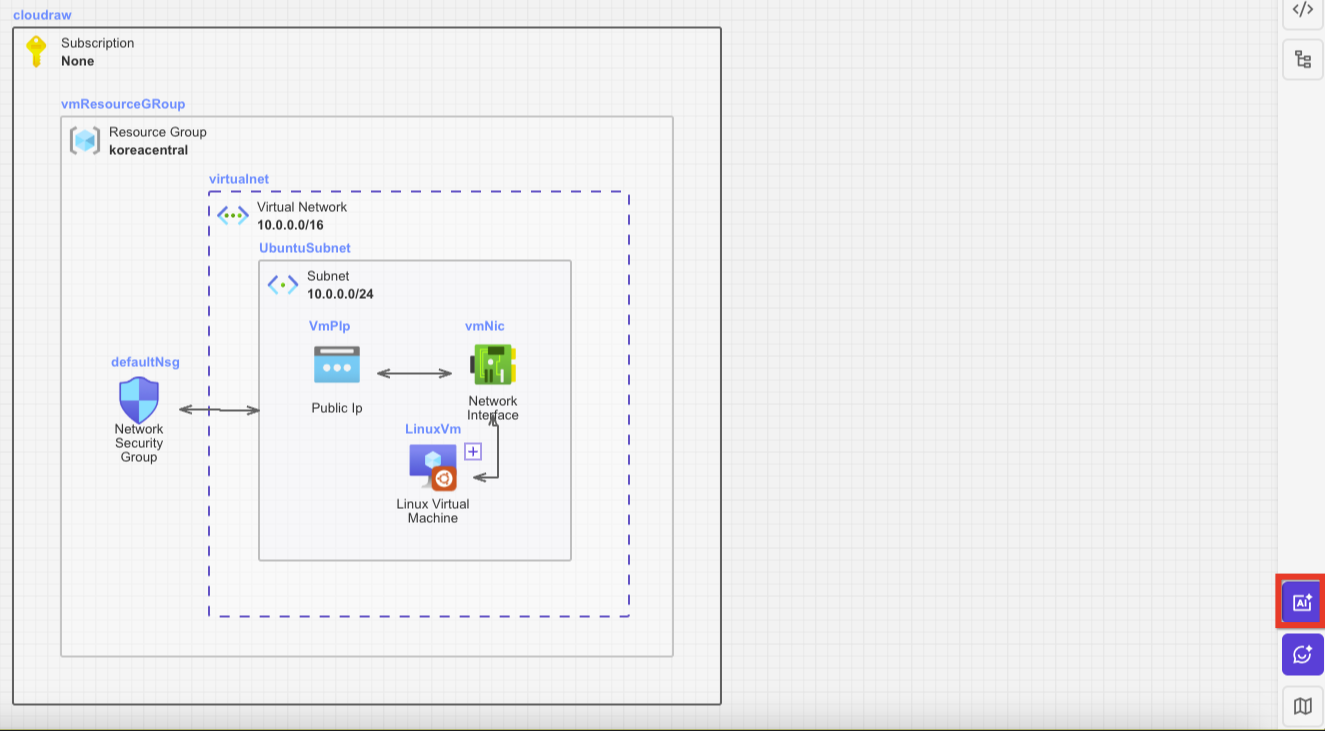 cloudraw
Subscription
None
vmResourceGRoup
Resource Group
koreacentral
virtualnet
Virtual Network
10.0.0.0/16
UbuntuSubnet
Subnet
10.0.0.0/24
VmPIp
vmNic
Public Ip
Network
Interface
defaultNsg
Network
Security
Group
LinuxVm
Linux Virtual
Machine
</>
AI